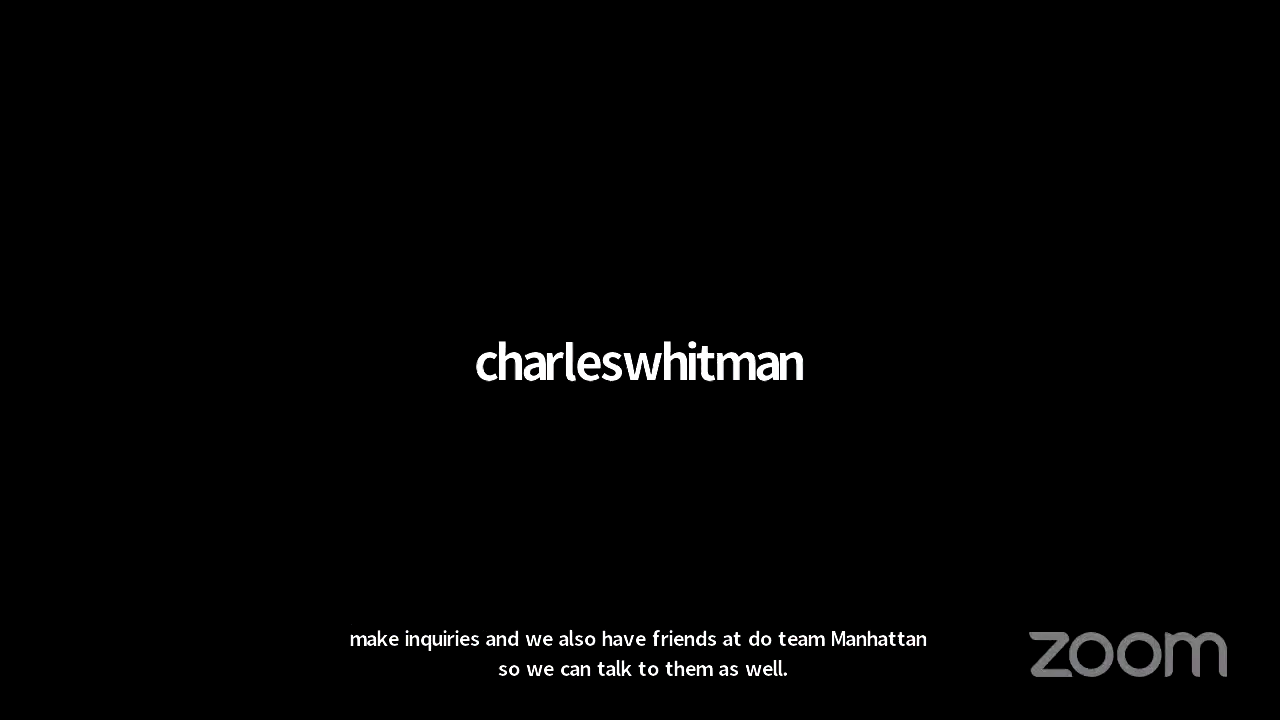 charleswhitman
make inquiries and we also have friends at do team Manhattan
so we can talk to them as well.
zoom